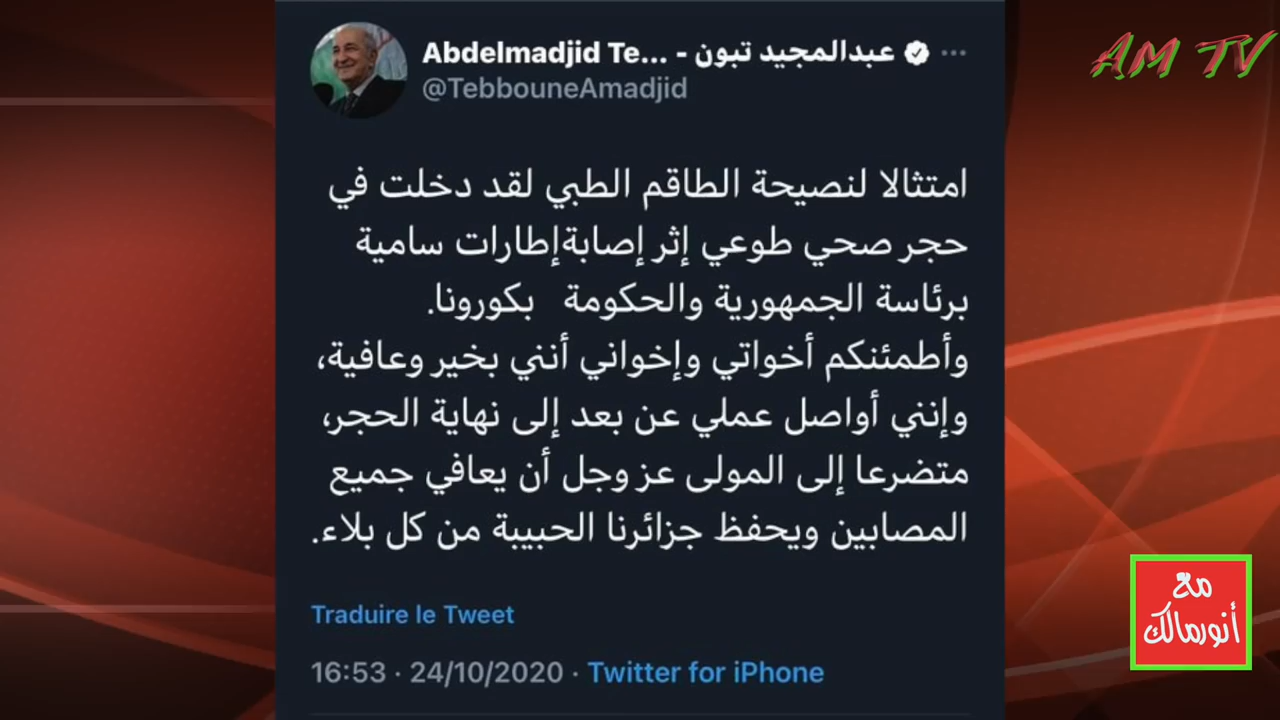 AM TV
Abdelmadjid Te... - عبدالمجيد تبون
@TebbouneAmadjid
امتثالا لنصيحة الطاقم الطبي لقد دخلت في
حجر صحي طوعي إثر إصابةإطارات سامية
برئاسة الجمهورية والحكومة بكورونا.
وأطمئنكم أخواتي وإخواني أنني بخير وعافية،
وإنني أواصل عملي عن بعد إلى نهاية الحجر،
متضرعا إلى المولى عز وجل أن يعافي جميع
المصابين ويحفظ جزائرنا الحبيبة من كل بلاء.
Traduire le Tweet
16:53 · 24/10/2020 · Twitter for iPhone
مع
أنورمالك